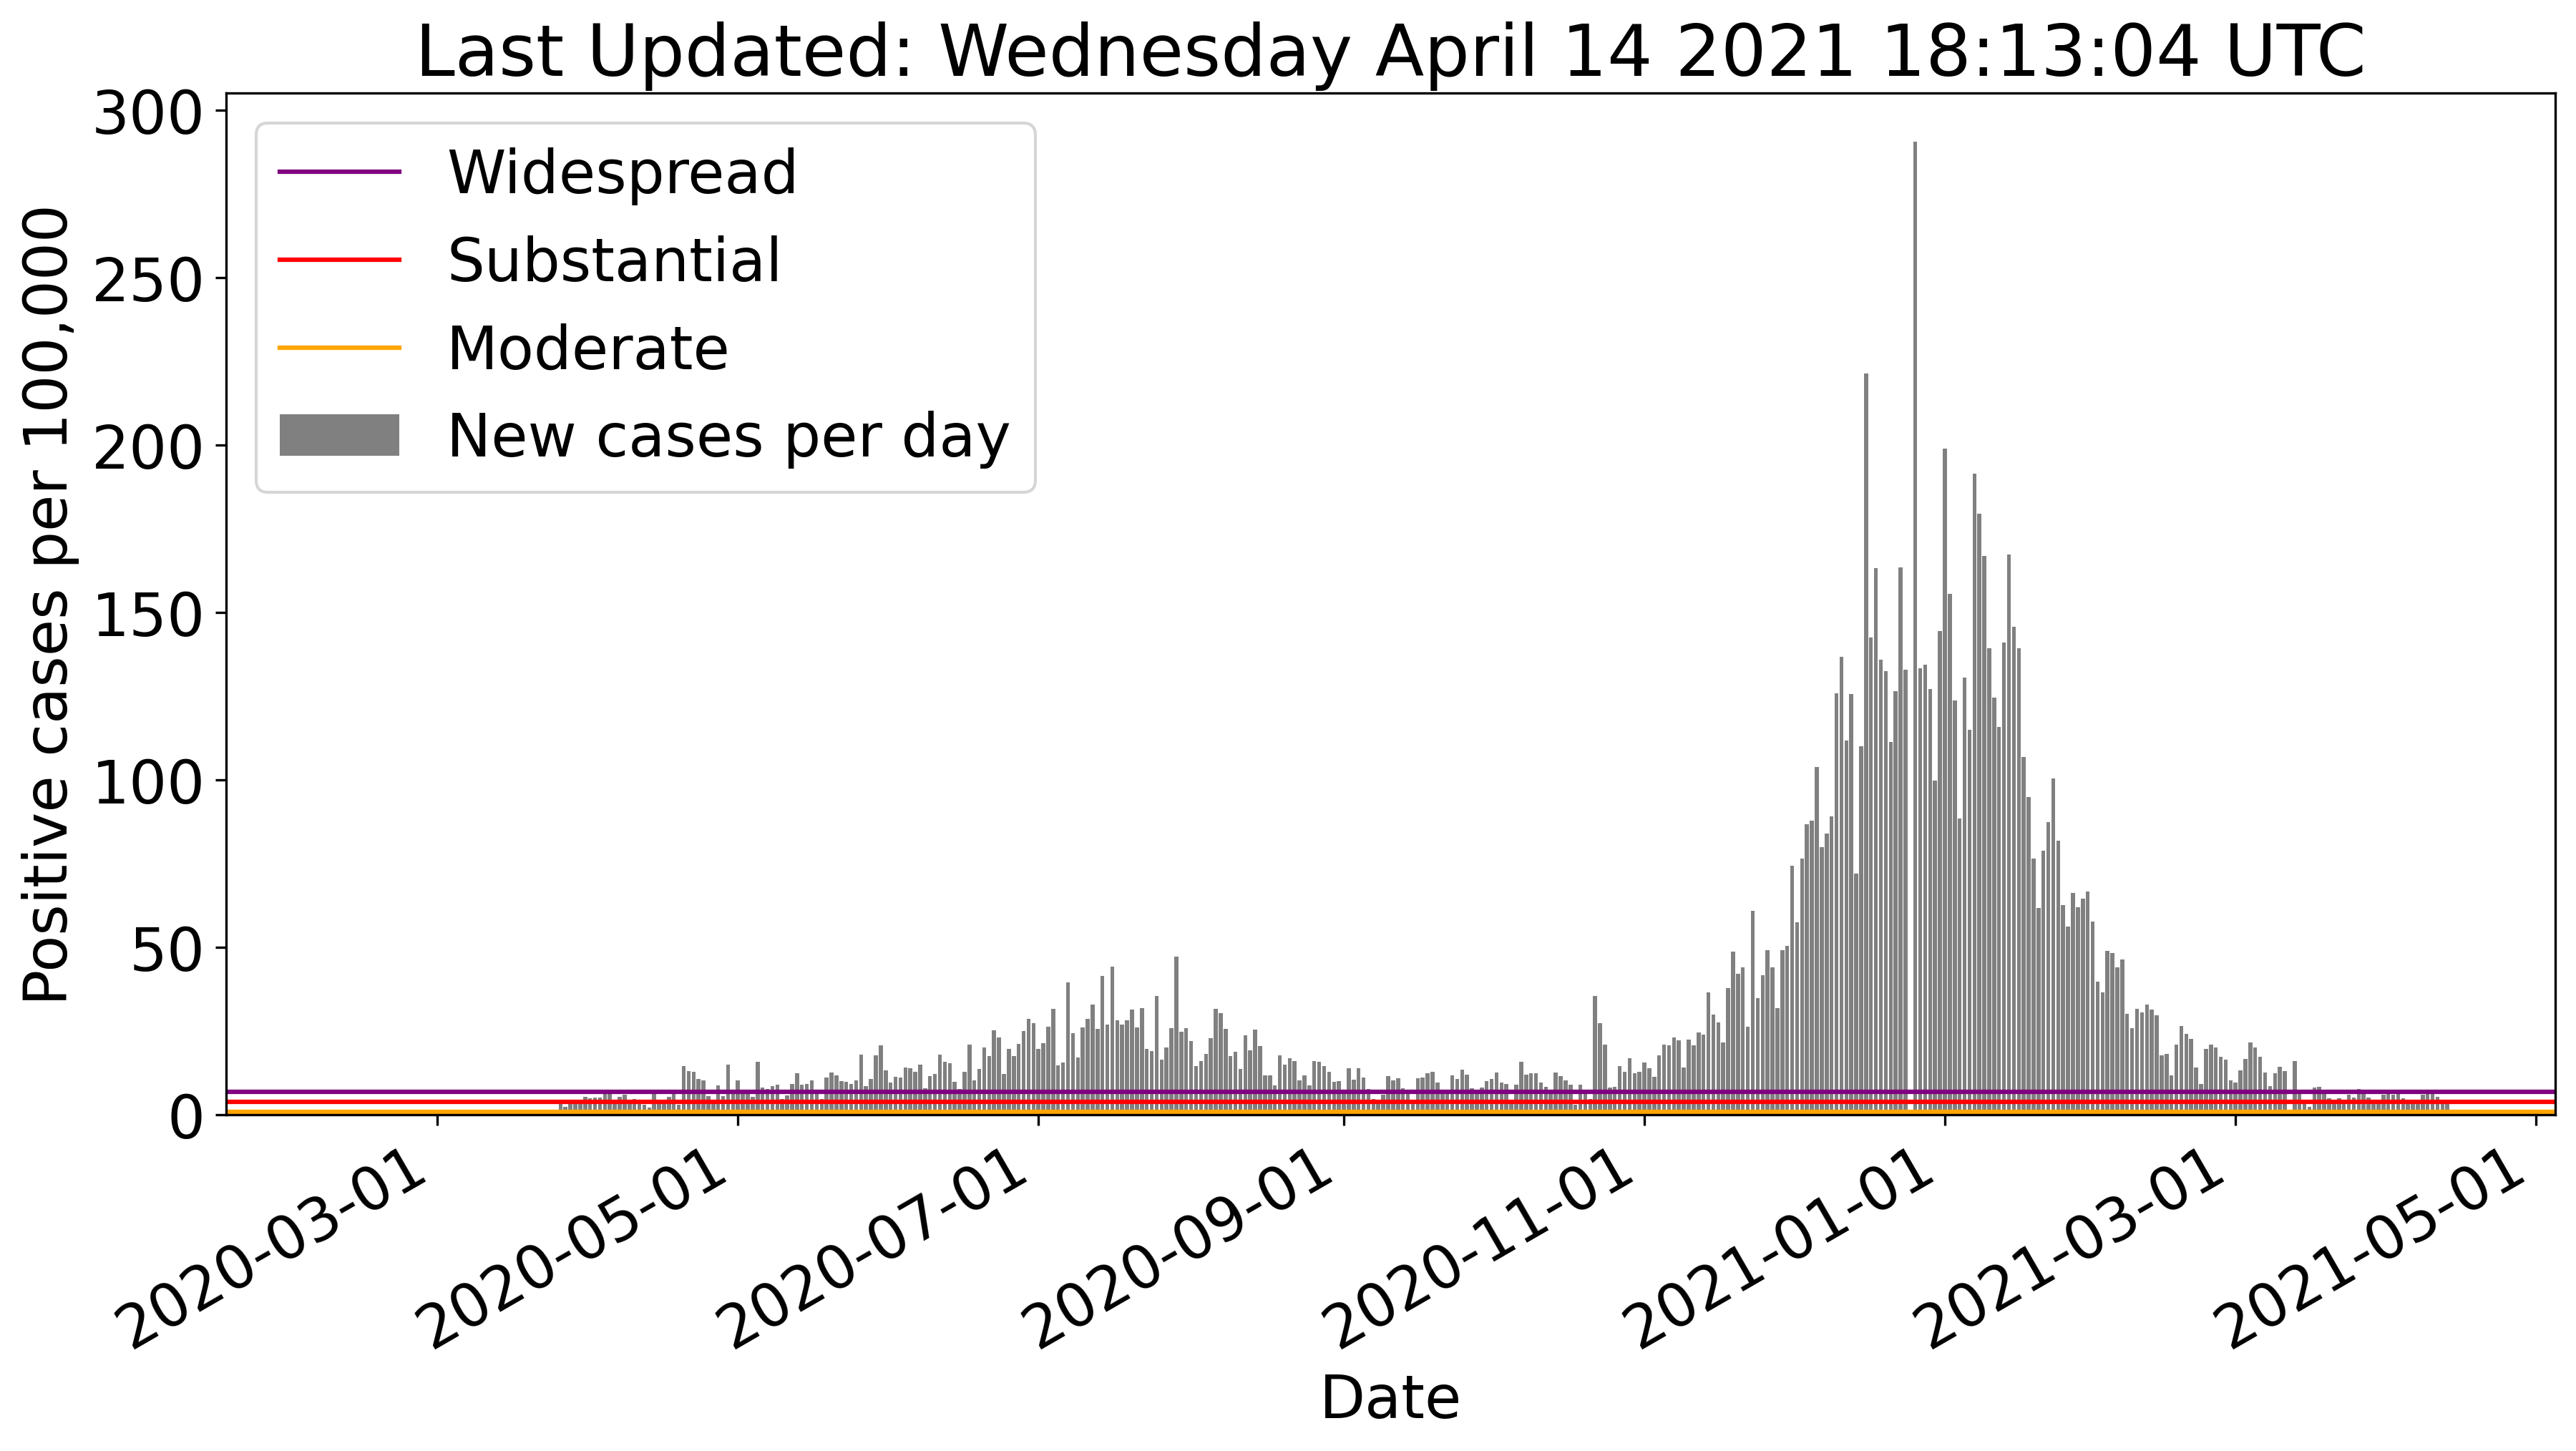 Last Updated: Wednesday April 14 2021 18:13:04 UTC
300
250
200
150
100
50
0
Positive cases per 100,000
Widespread
Substantial
Moderate
New cases per day
2020-03-01
2020-05-01
2020-07-01
2020-09-01
2020-11-01
2021-01-01
2021-03-01
2021-05-01
Date